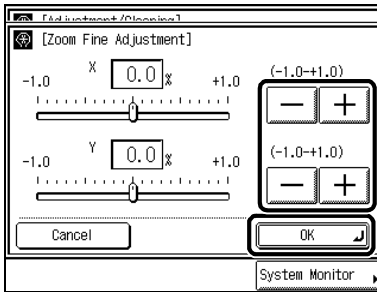 [Adjustment/Cleaning]
[Zoom Fine Adjustment]
X 0.0 % (-1.0-+1.0)
-1.0 +1.0
− +
Y 0.0 % (-1.0-+1.0)
-1.0 +1.0
− +
Cancel OK
System Monitor